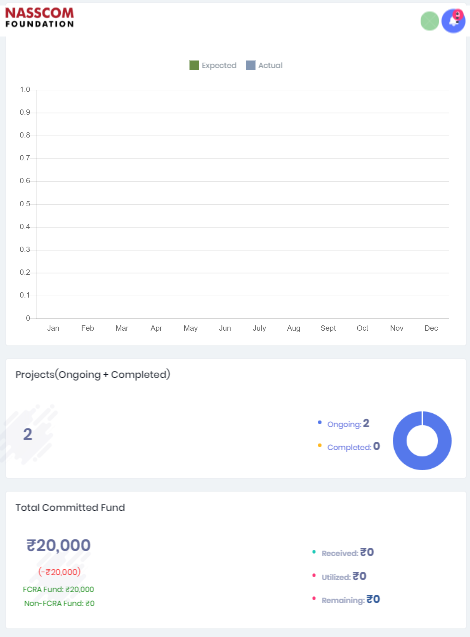 NASSCOM
FOUNDATION
Expected Actual
1.0
0.9
0.8
0.7
0.6
0.5
0.4
0.3
0.2
0.1
0
Jan Feb Mar Apr May Jun July Aug Sept Oct Nov Dec
Projects(Ongoing + Completed)
2
Ongoing: 2
Completed: 0
Total Committed Fund
₹20,000
(-₹20,000)
FCRA Fund: ₹20,000
Non-FCRA Fund: ₹0
Received: ₹0
Utilized: ₹0
Remaining: ₹0